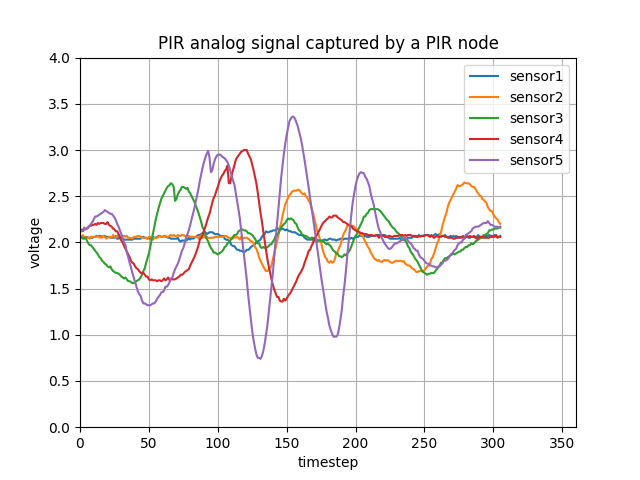 PIR analog signal captured by a PIR node
4.0
3.5
3.0
2.5
2.0
1.5
1.0
0.5
0.0
voltage
sensor1
sensor2
sensor3
sensor4
sensor5
0 50 100 150 200 250 300 350
timestep